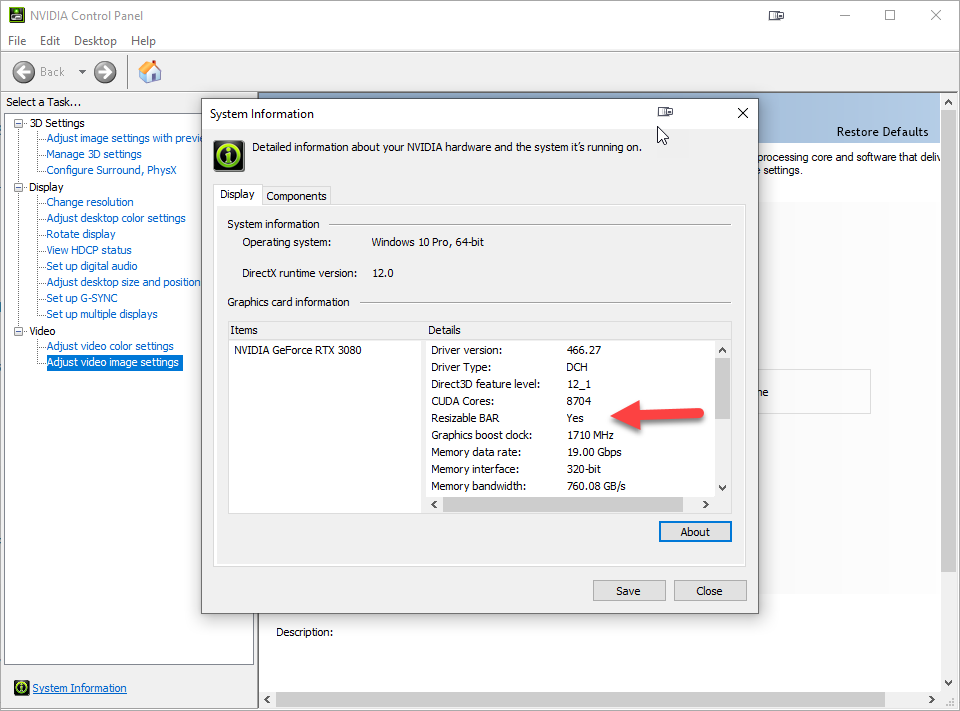 NVIDIA Control Panel
File Edit Desktop Help
Back
Select a Task...
3D Settings
Adjust image settings with previe
Manage 3D settings
Configure Surround, PhysX
Display
Change resolution
Adjust desktop color settings
Rotate display
View HDCP status
Set up digital audio
Adjust desktop size and position
Set up G-SYNC
Set up multiple displays
Video
Adjust video color settings
Adjust video image settings
System Information
Restore Defaults
processing core and software that deliv
settings.
Description:
System Information
Detailed information about your NVIDIA hardware and the system it's running on.
Display Components
System information
Operating system: Windows 10 Pro, 64-bit
DirectX runtime version: 12.0
Graphics card information
Items Details
NVIDIA GeForce RTX 3080
Driver version: 466.27
Driver Type: DCH
Direct3D feature level: 12_1
CUDA Cores: 8704
Resizable BAR Yes
Graphics boost clock: 1710 MHz
Memory data rate: 19.00 Gbps
Memory interface: 320-bit
Memory bandwidth: 760.08 GB/s
About
Save Close